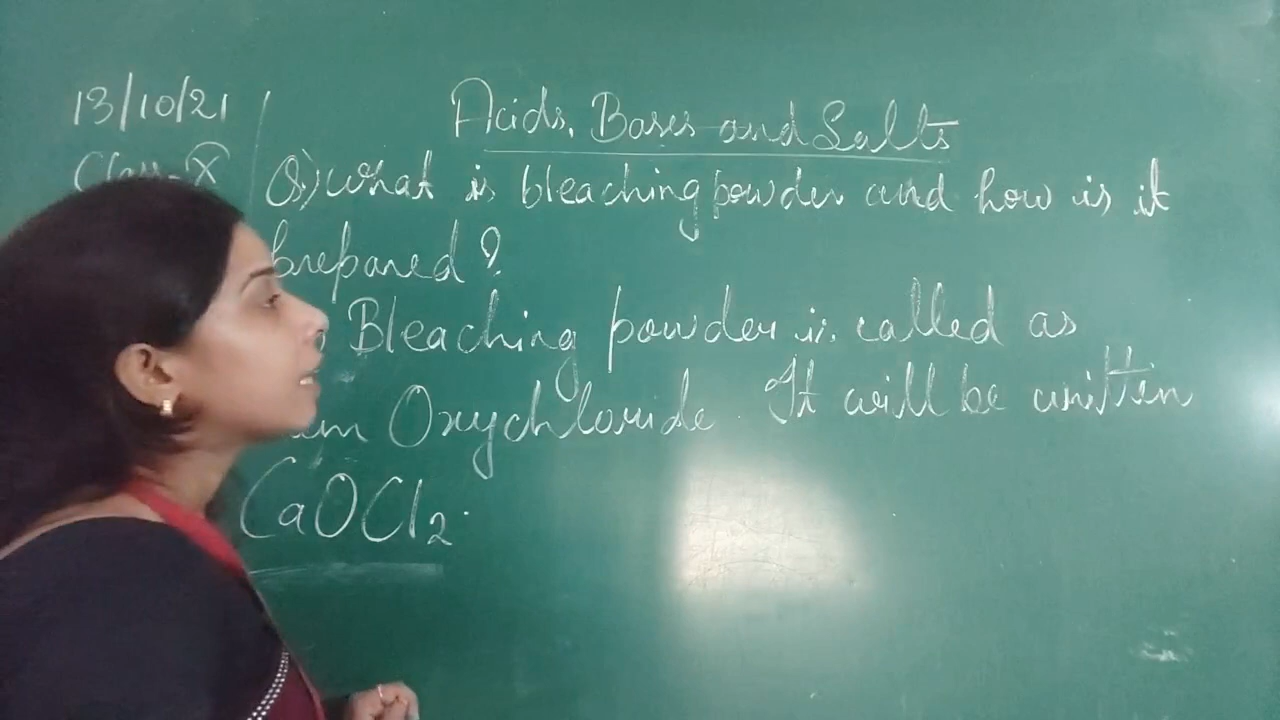 13/10/21
Acids, Bases and Salts
Class-X
Q) what is bleaching powder and how is it
prepared?
Bleaching powder is called as
Oxychloride. It will be written
CaOCl2.